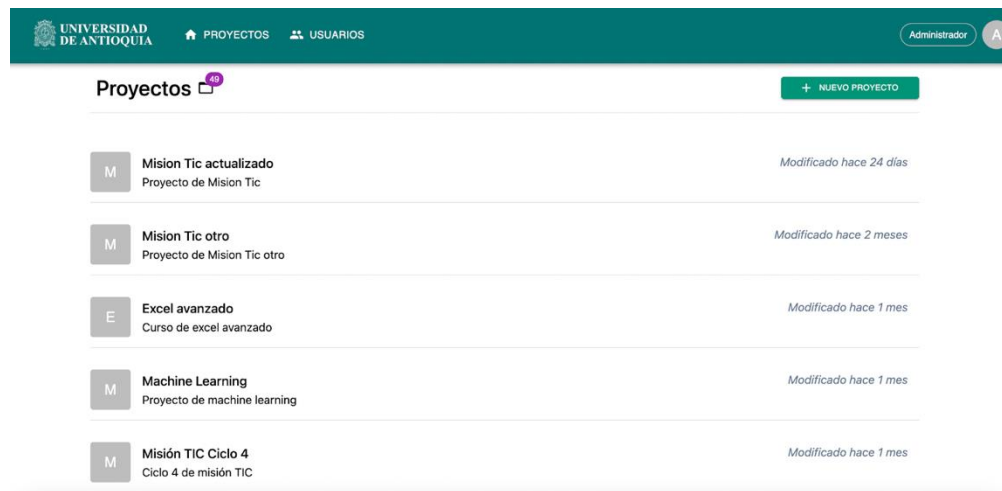 UNIVERSIDAD
DE ANTIOQUIA
PROYECTOS
USUARIOS
Administrador
A
Proyectos
49
+ NUEVO PROYECTO
M
Mision Tic actualizado
Proyecto de Mision Tic
Modificado hace 24 días
M
Mision Tic otro
Proyecto de Mision Tic otro
Modificado hace 2 meses
E
Excel avanzado
Curso de excel avanzado
Modificado hace 1 mes
M
Machine Learning
Proyecto de machine learning
Modificado hace 1 mes
M
Misión TIC Ciclo 4
Ciclo 4 de misión TIC
Modificado hace 1 mes